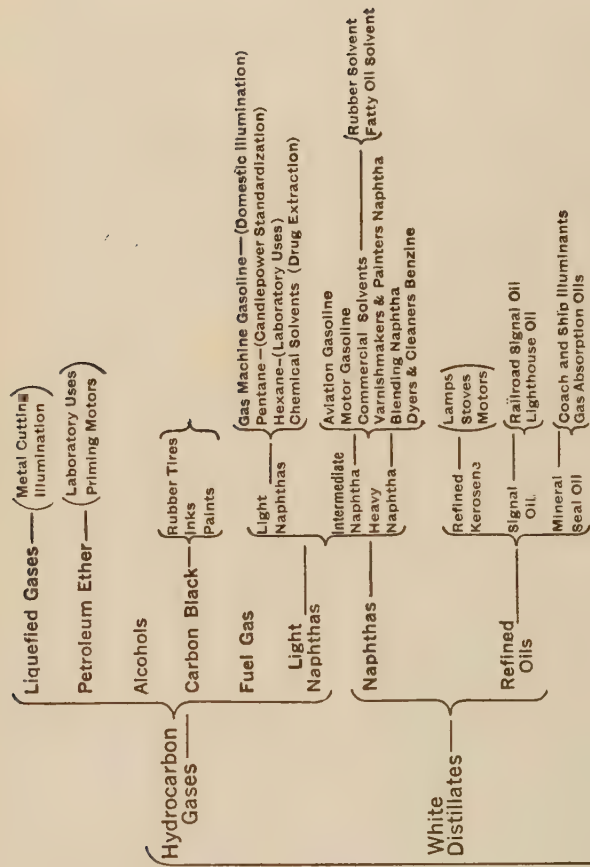 Hydrocarbon
Gases
Liquefied Gases
(Metal Cutting
Illumination)
Petroleum Ether
(Laboratory Uses
Priming Motors)
Alcohols
Carbon Black
Rubber Tires
Inks
Paints
Fuel Gas
Light
Naphthas
Light
Naphthas
Gas Machine Gasoline—(Domestic Illumination)
Pentane—(Candlepower Standardization)
Hexane-(Laboratory Uses)
Chemical Solvents (Drug Extraction)
White
Distillates
Naphthas
Intermediate
Naphtha
Heavy
Naphtha
Aviation Gasoline
Motor Gasoline
Commercial Solvents
Varnishmakers & Painters Naphtha
Blending Naphtha
Dyers & Cleaners Benzine
Rubber Solvent
Fatty Oil Solvent
Refined
Oils
Refined
Kerosene
Lamps
Stoves
Motors
Signal
Oil.
Railroad Signal Oil
Lighthouse Oil
Mineral
Seal Oil
Coach and Ship Illuminants
Gas Absorption Oils